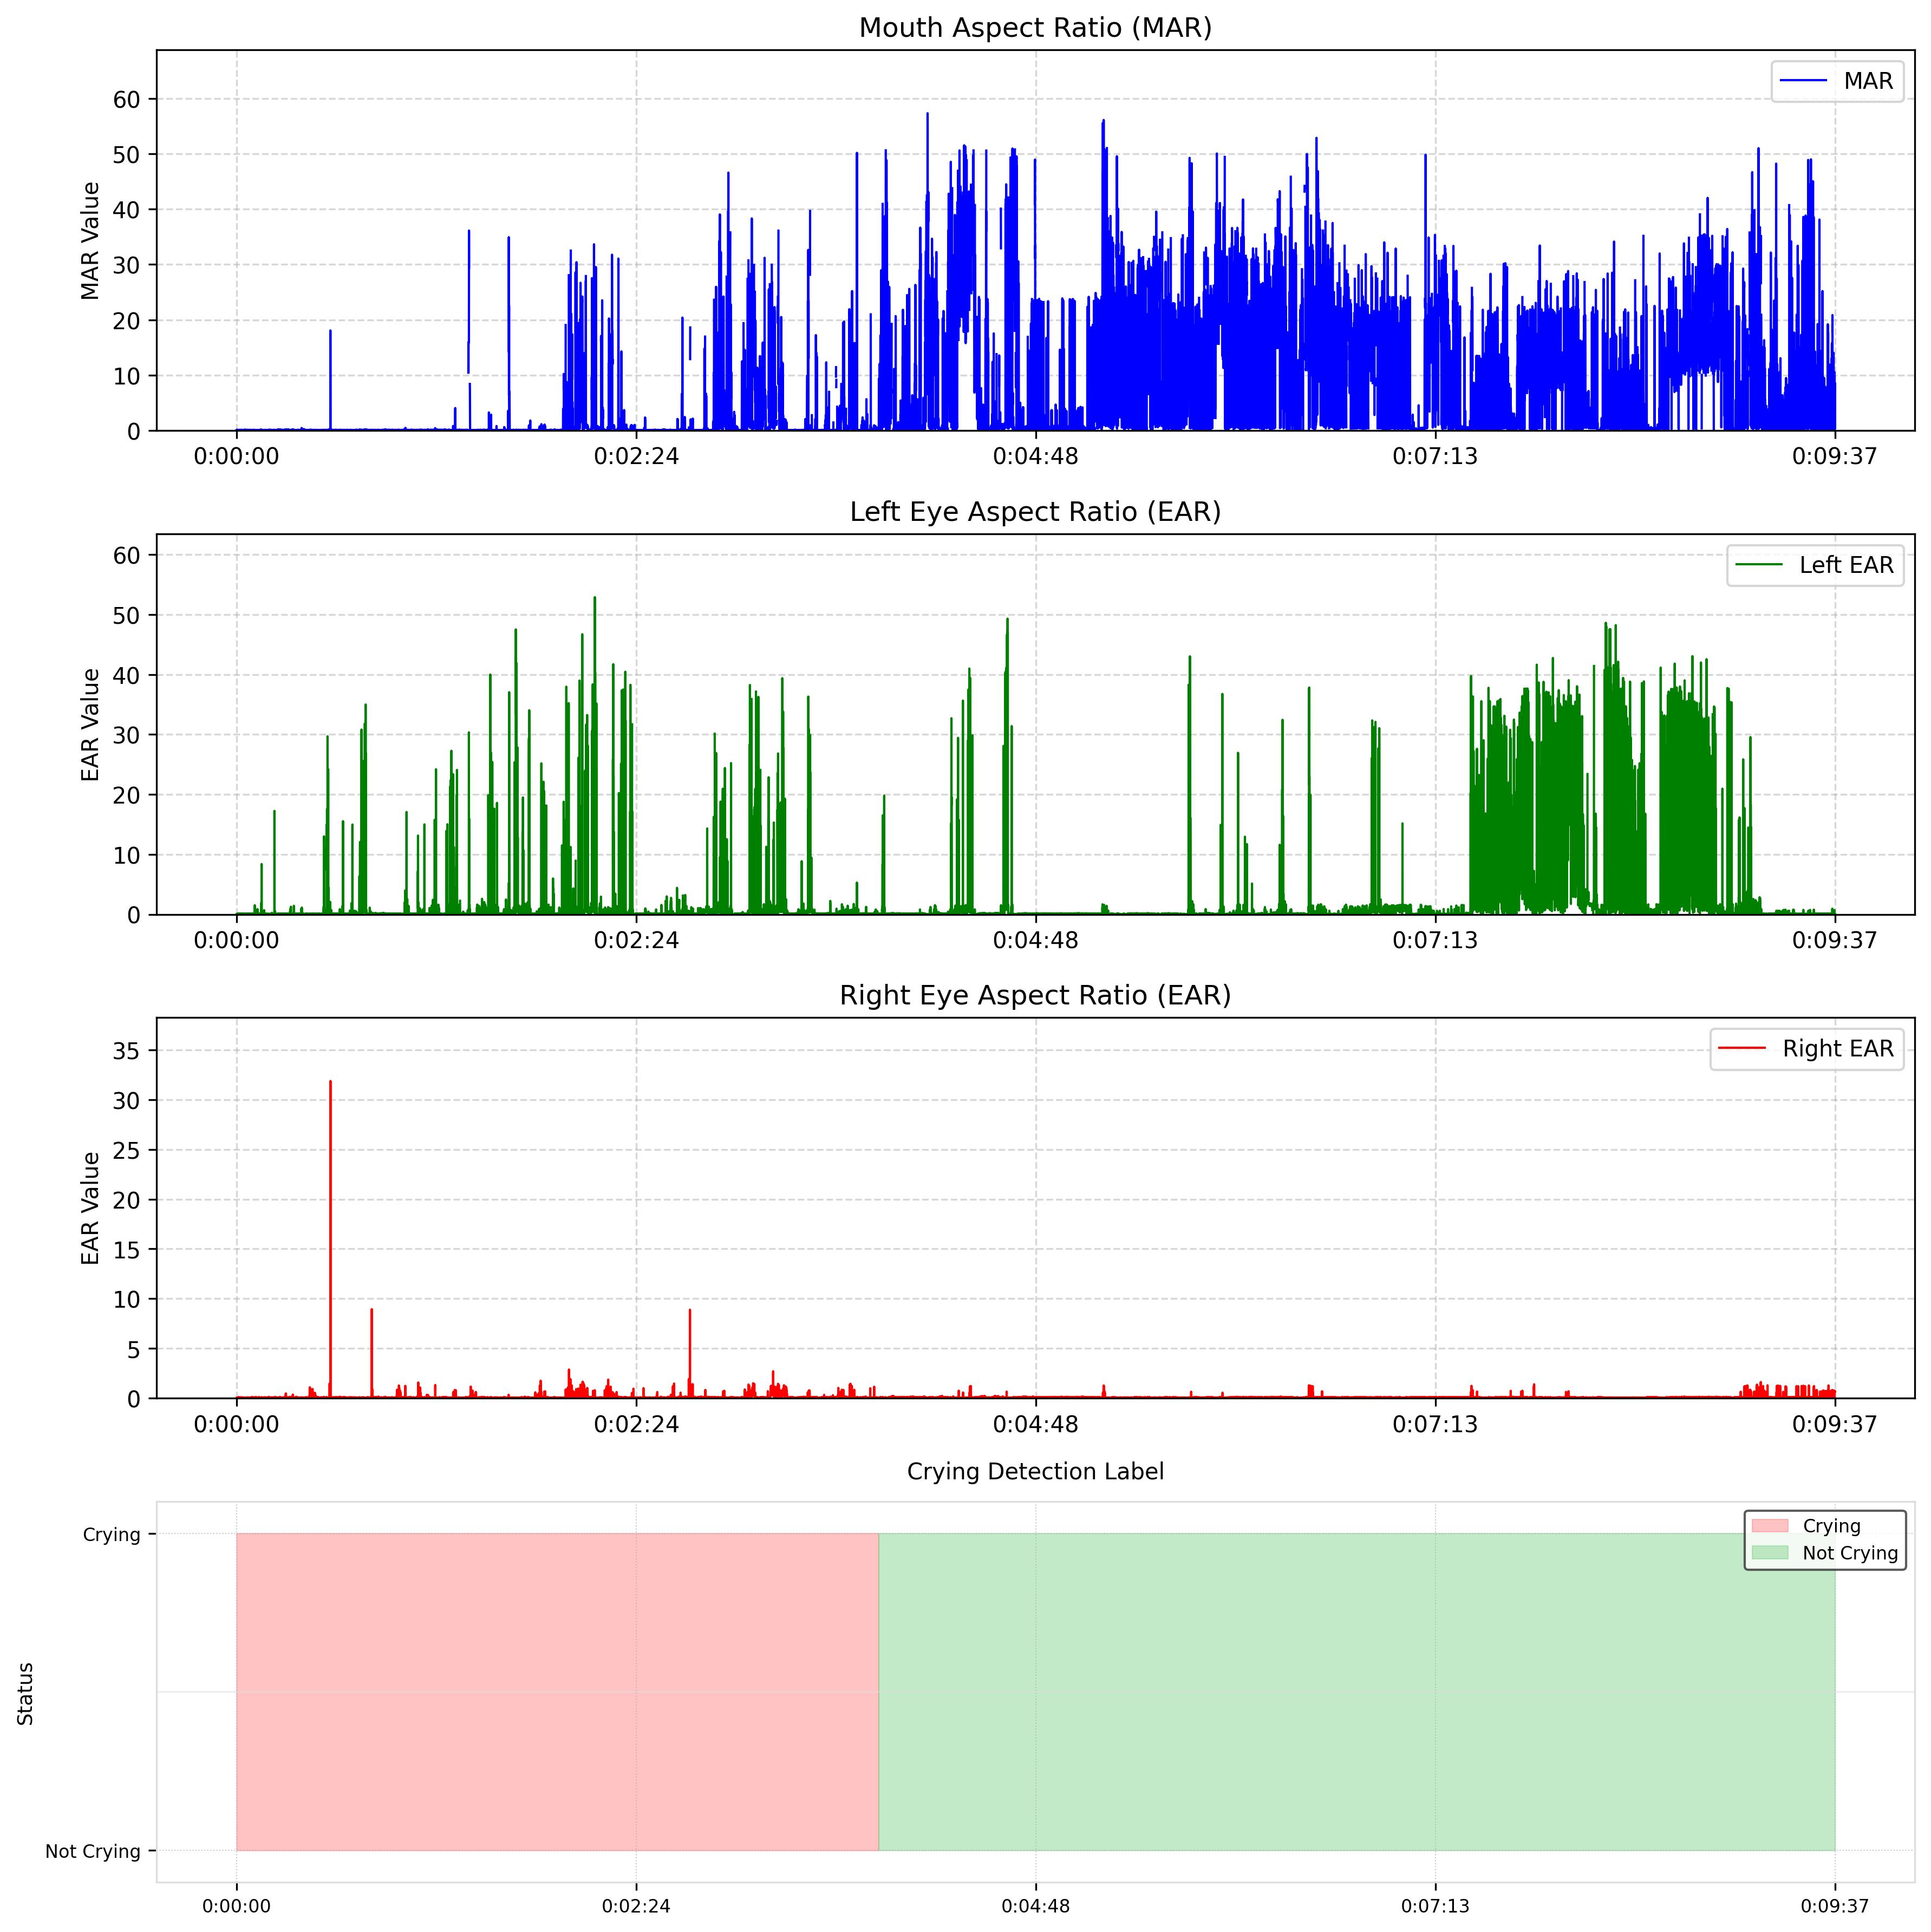 Mouth Aspect Ratio (MAR)
MAR
MAR Value
60
50
40
30
20
10
0
0:00:00 0:02:24 0:04:48 0:07:13 0:09:37
Left Eye Aspect Ratio (EAR)
Left EAR
EAR Value
60
50
40
30
20
10
0
0:00:00 0:02:24 0:04:48 0:07:13 0:09:37
Right Eye Aspect Ratio (EAR)
Right EAR
EAR Value
35
30
25
20
15
10
5
0
0:00:00 0:02:24 0:04:48 0:07:13 0:09:37
Crying Detection Label
Crying
Not Crying
Status
Crying
Not Crying
0:00:00 0:02:24 0:04:48 0:07:13 0:09:37